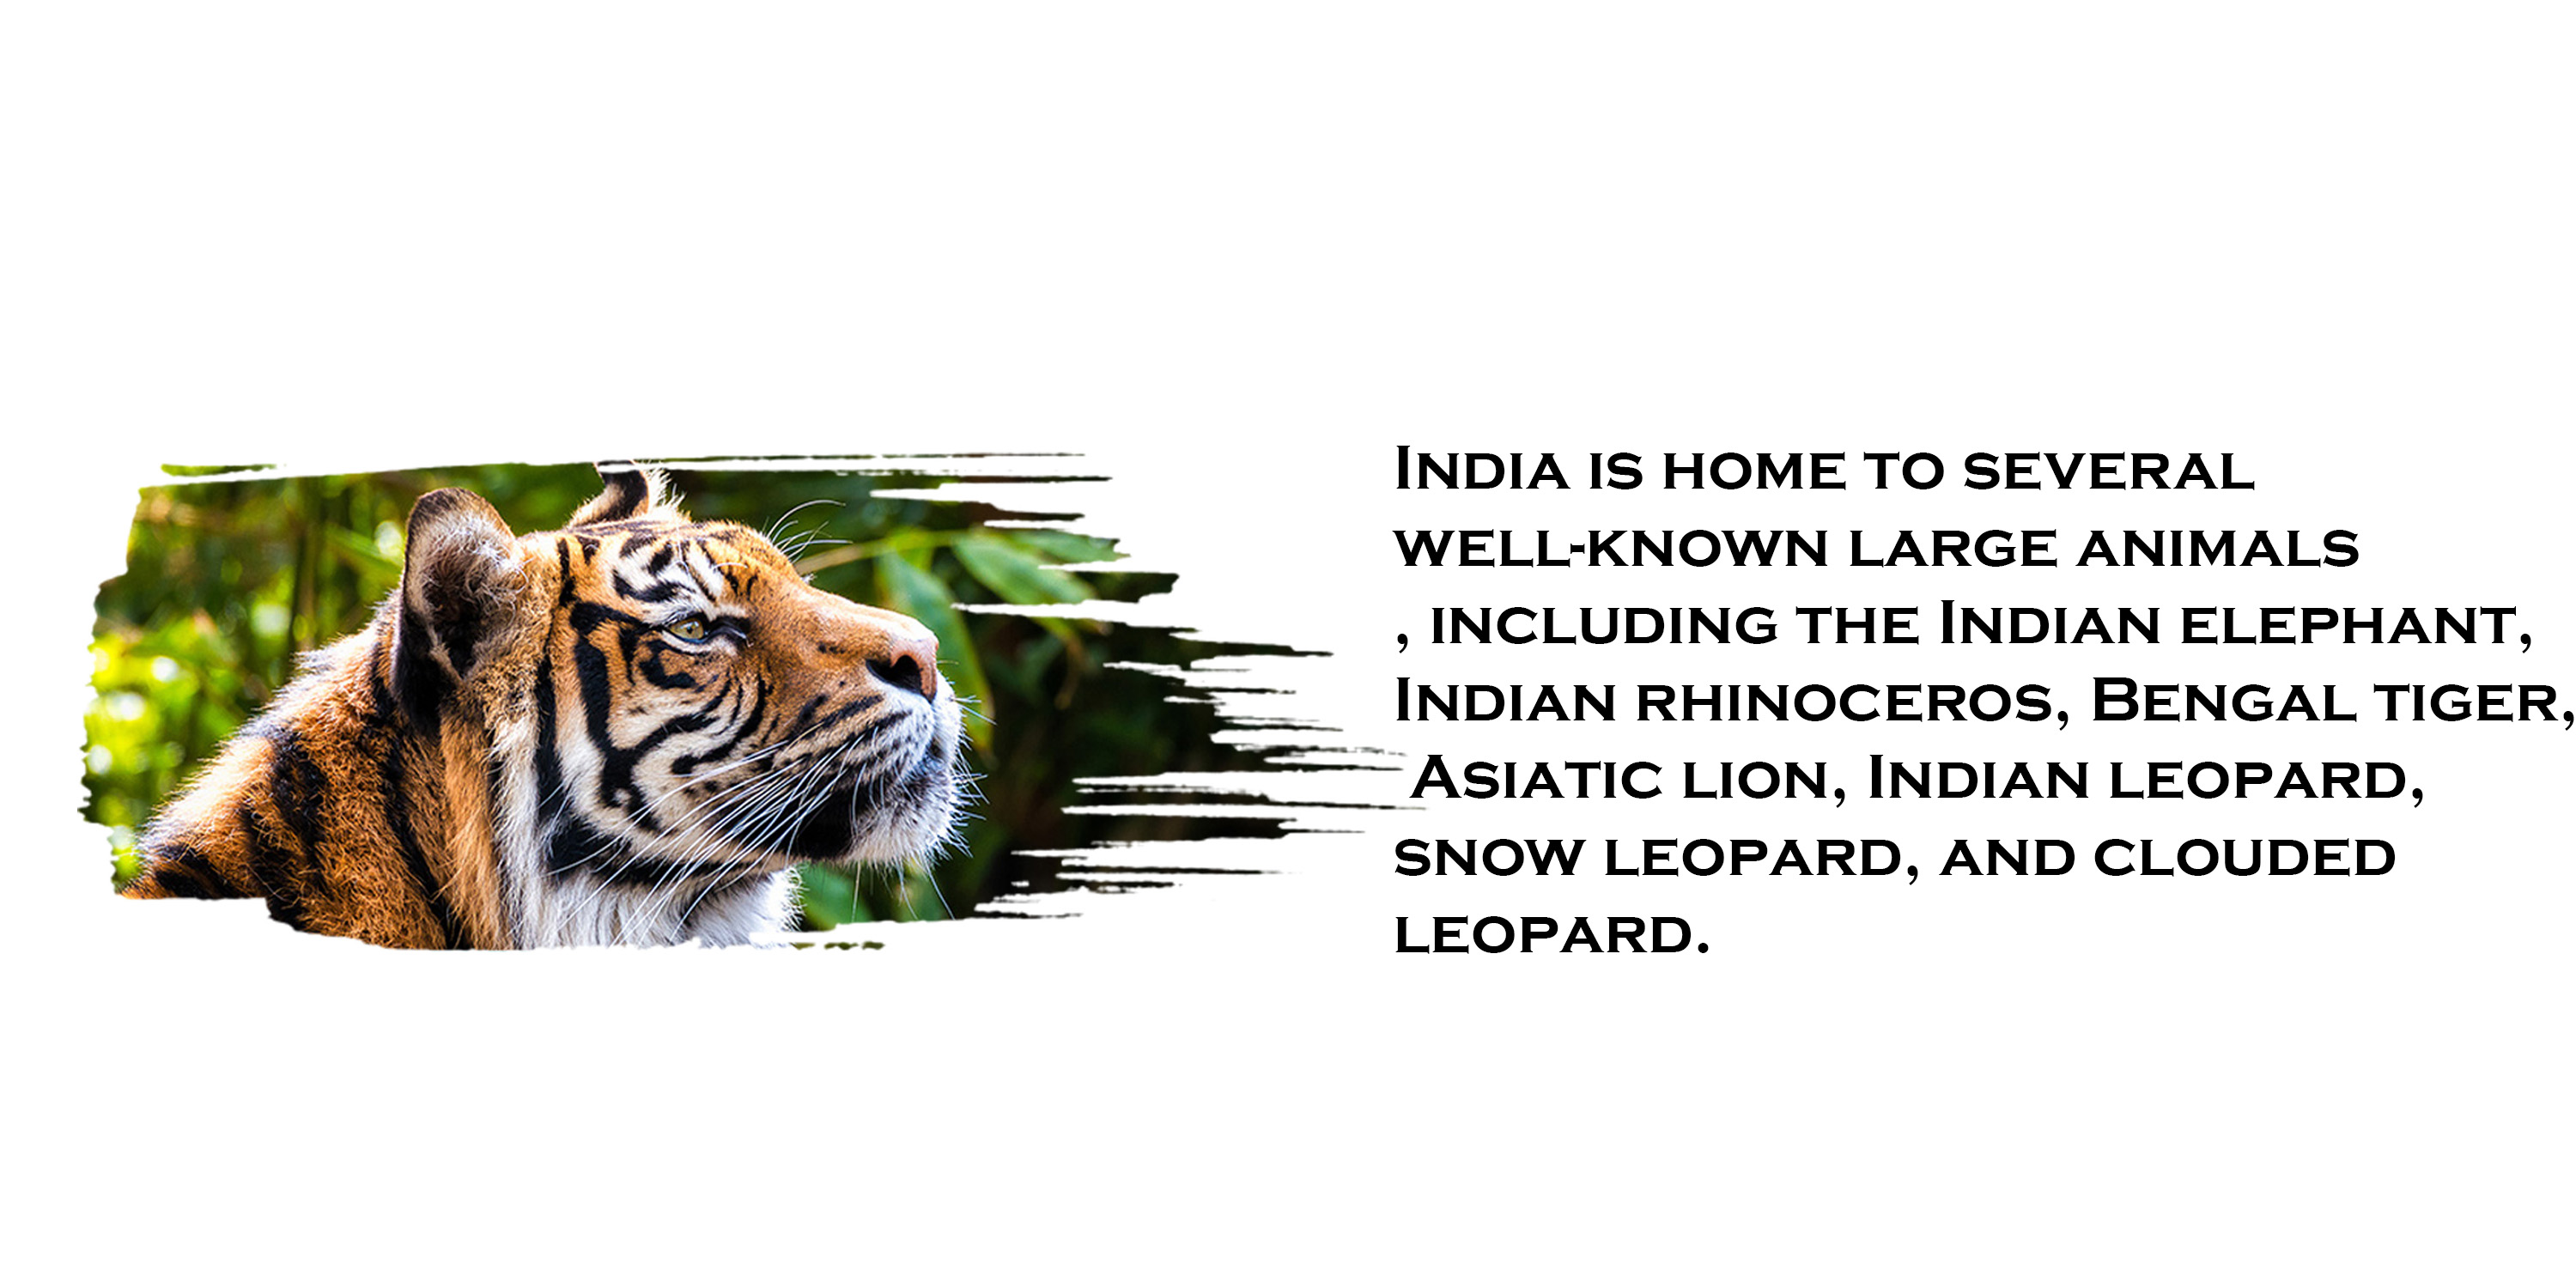 India is home to several
well-known large animals
, including the Indian elephant,
Indian rhinoceros, Bengal tiger,
Asiatic lion, Indian leopard,
snow leopard, and clouded
leopard.